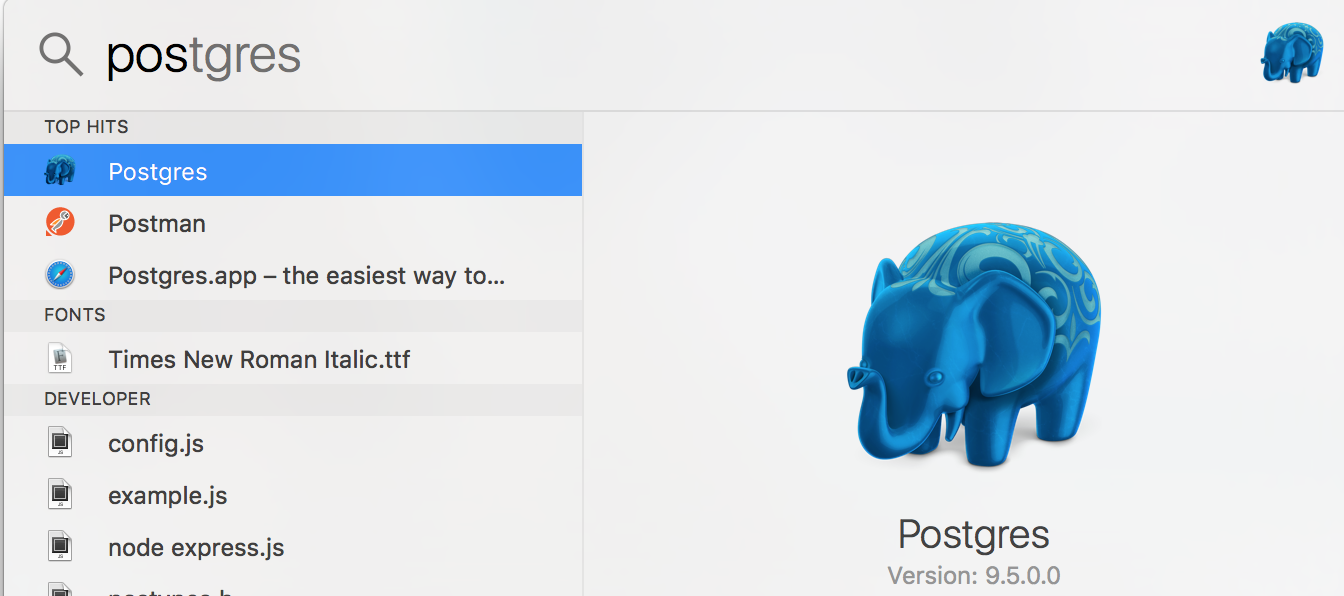 postgres
TOP HITS
Postgres
Postman
Postgres.app – the easiest way to...
FONTS
TTF
Times New Roman Italic.ttf
DEVELOPER
JS
config.js
JS
example.js
JS
node express.js
Postgres
Version: 9.5.0.0